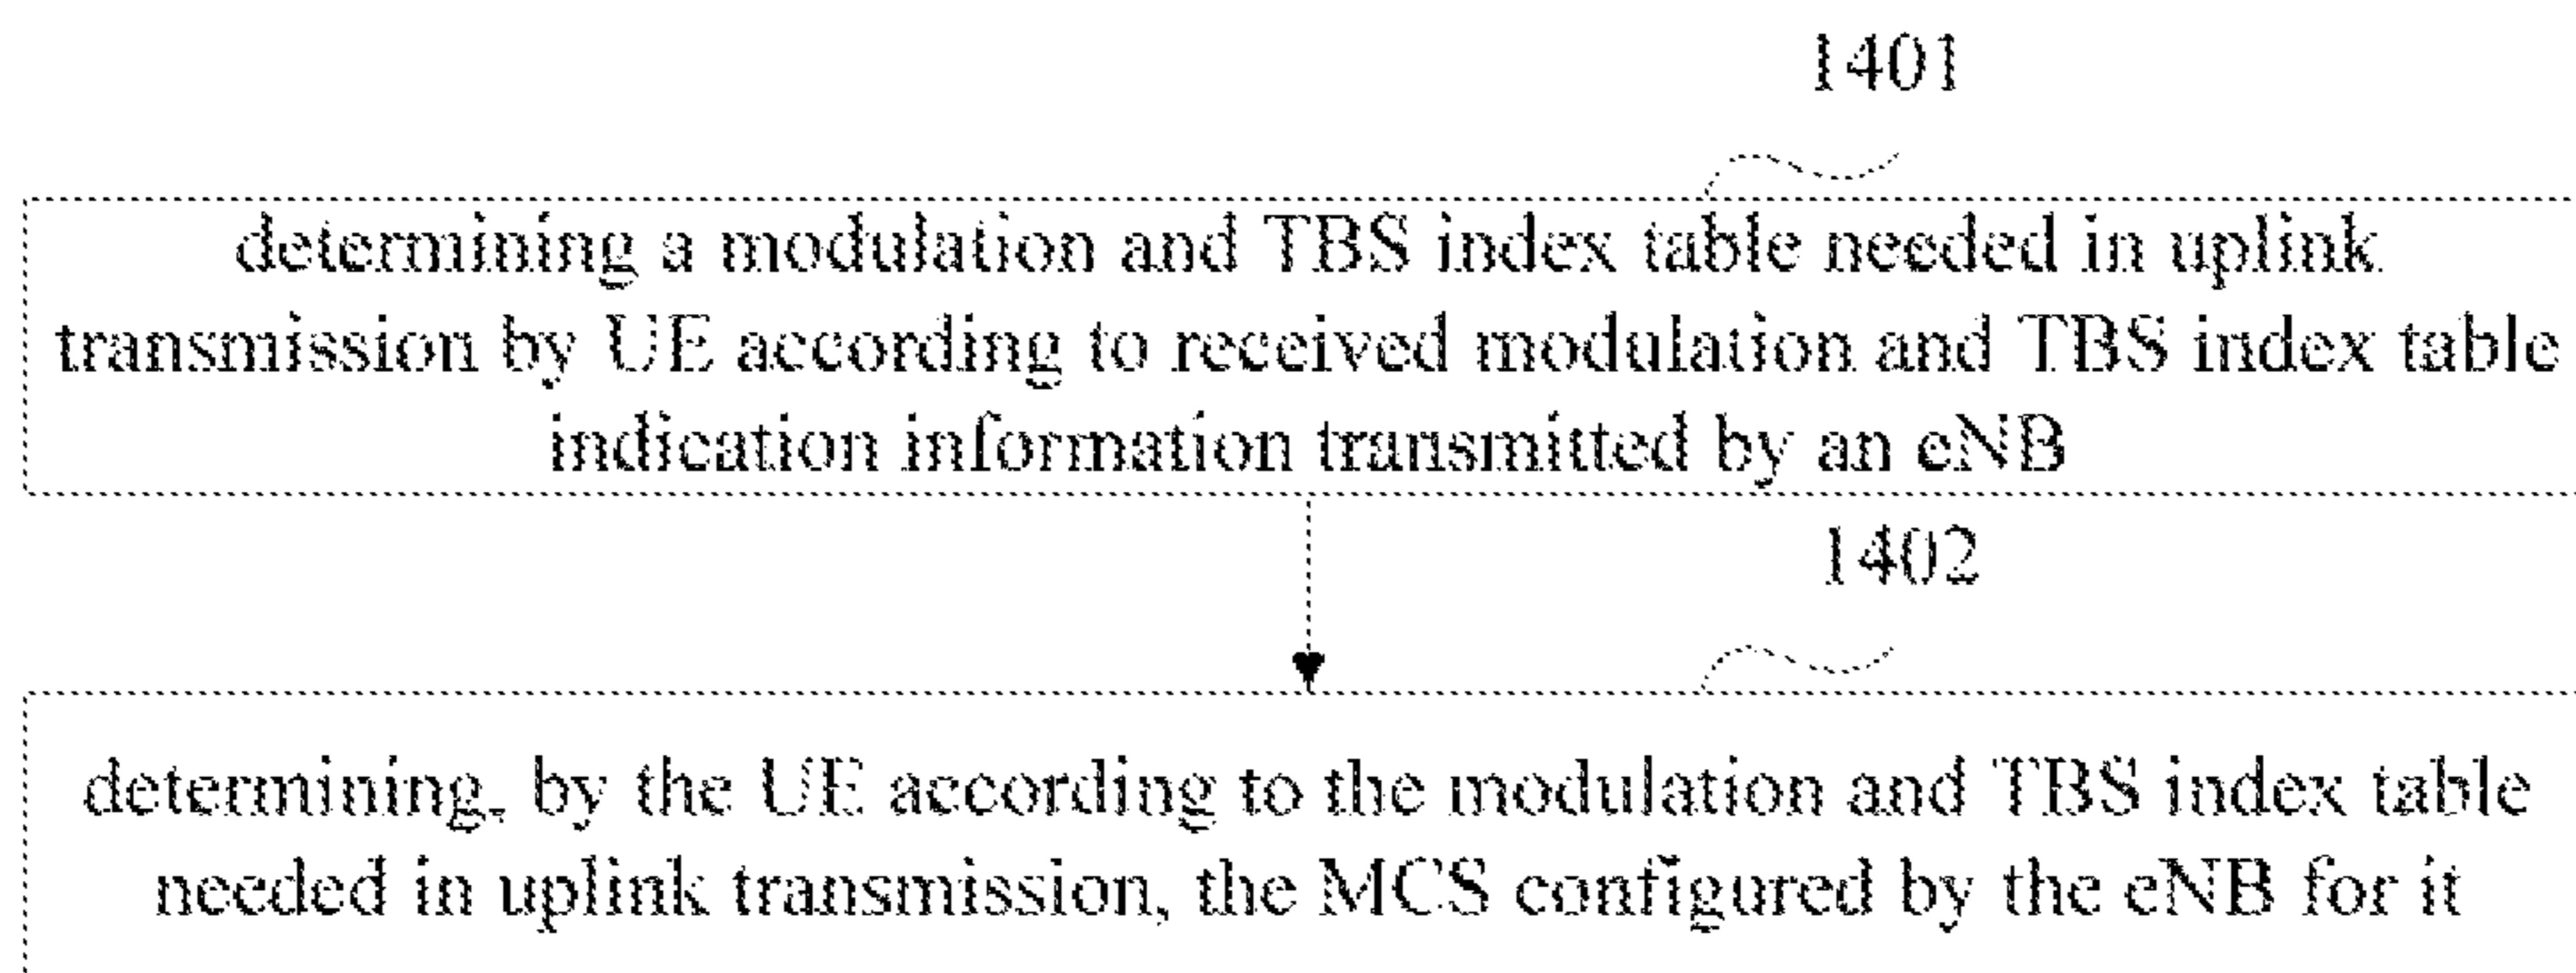 1401
determining a modulation and TBS index table needed in uplink
transmission by UE according to received modulation and TBS index table
indication information transmitted by an eNB
1402
determining, by the UE according to the modulation and TBS index table
needed in uplink transmission, the MCS configured by the eNB for it